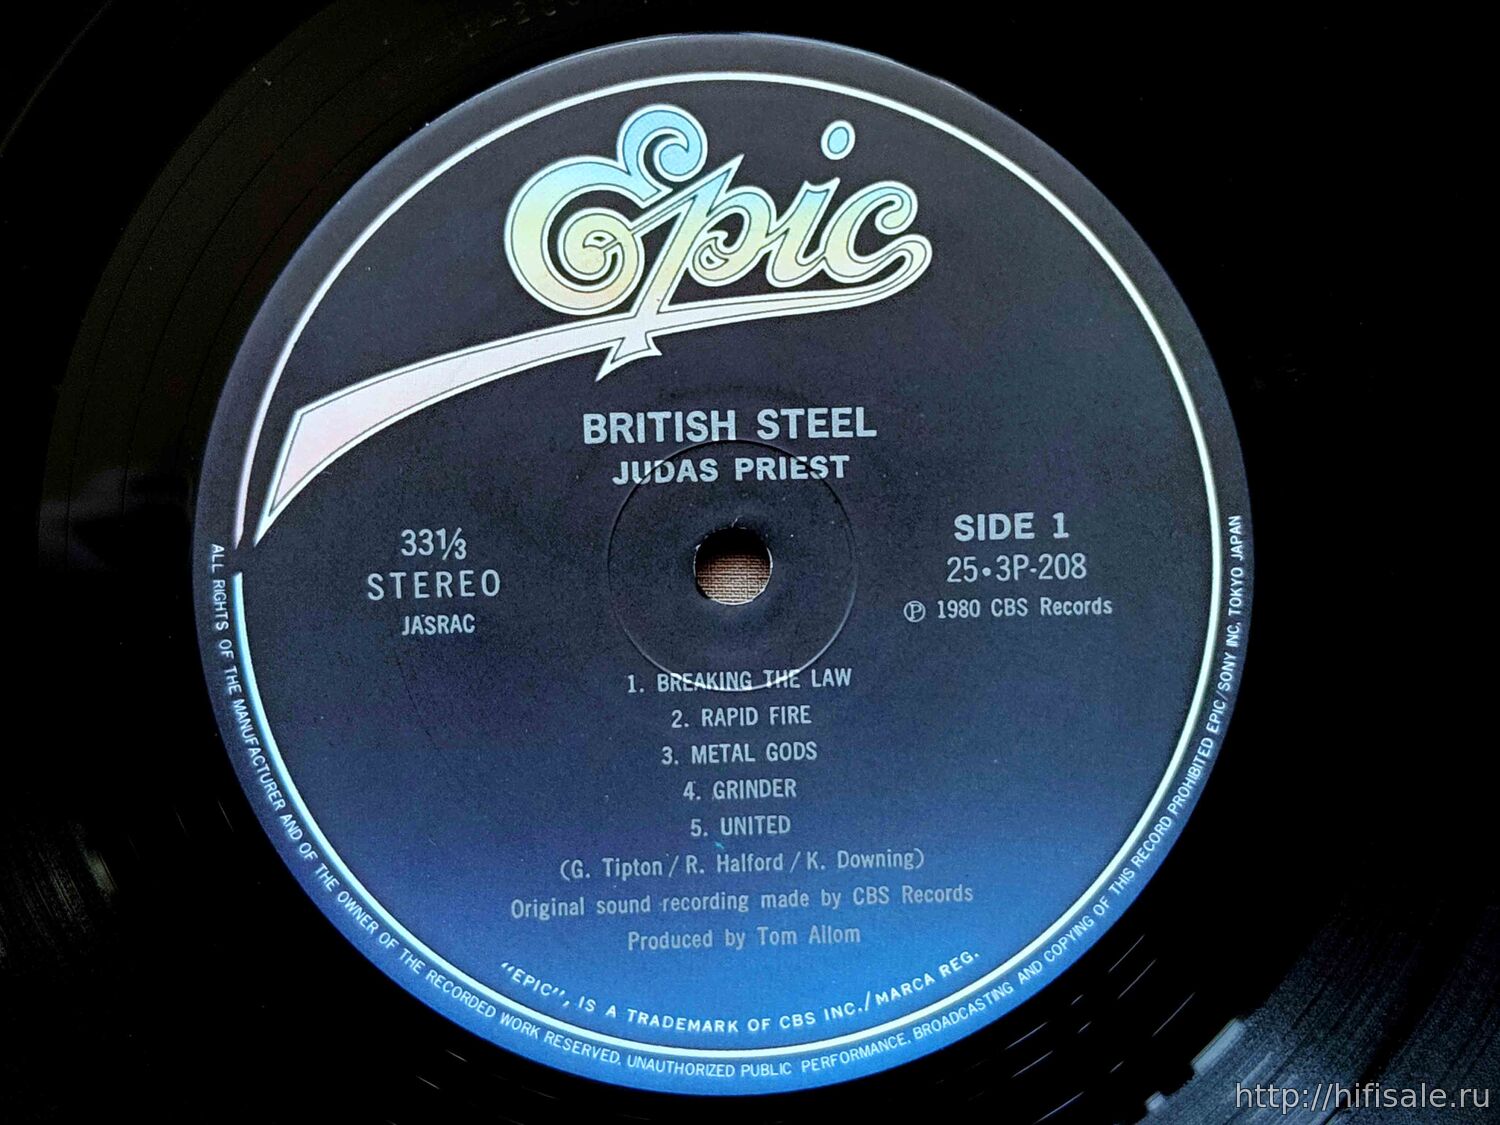 Epic
BRITISH STEEL
JUDAS PRIEST
33⅓
STEREO
JASRAC
SIDE 1
25•3P-208
Ⓟ 1980 CBS Records
1. BREAKING THE LAW
2. RAPID FIRE
3. METAL GODS
4. GRINDER
5. UNITED
(G. Tipton / R. Halford / K. Downing)
Original sound recording made by CBS Records
Produced by Tom Allom
"EPIC", IS A TRADEMARK OF CBS INC./MARCA REG.
ALL RIGHTS OF THE MANUFACTURER AND OF THE OWNER OF THE RECORDED WORK RESERVED. UNAUTHORIZED PUBLIC PERFORMANCE, BROADCASTING AND COPYING OF THIS RECORD PROHIBITED EPIC/SONY INC. TOKYO JAPAN
http://hifisale.ru